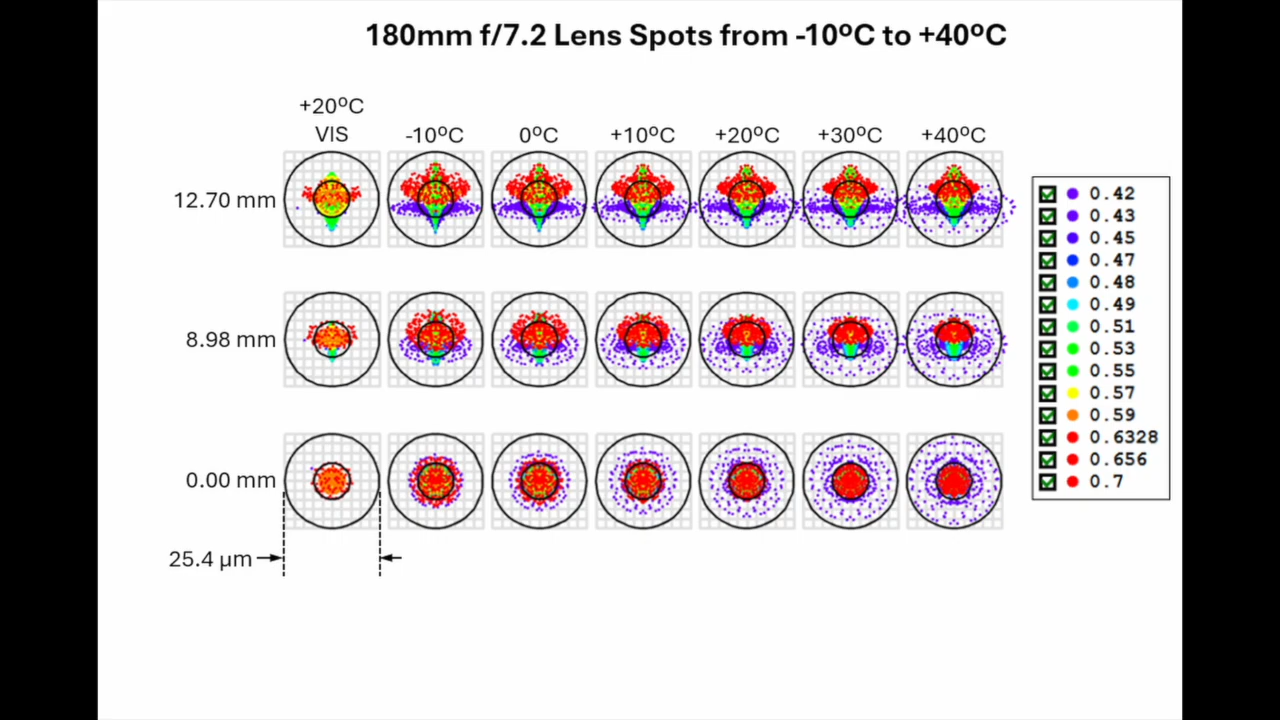 180mm f/7.2 Lens Spots from -10ºC to +40ºC
+20ºC
VIS -10ºC 0ºC +10ºC +20ºC +30ºC +40ºC
12.70 mm
8.98 mm
0.00 mm
25.4 µm
0.42
0.43
0.45
0.47
0.48
0.49
0.51
0.53
0.55
0.57
0.59
0.6328
0.656
0.7